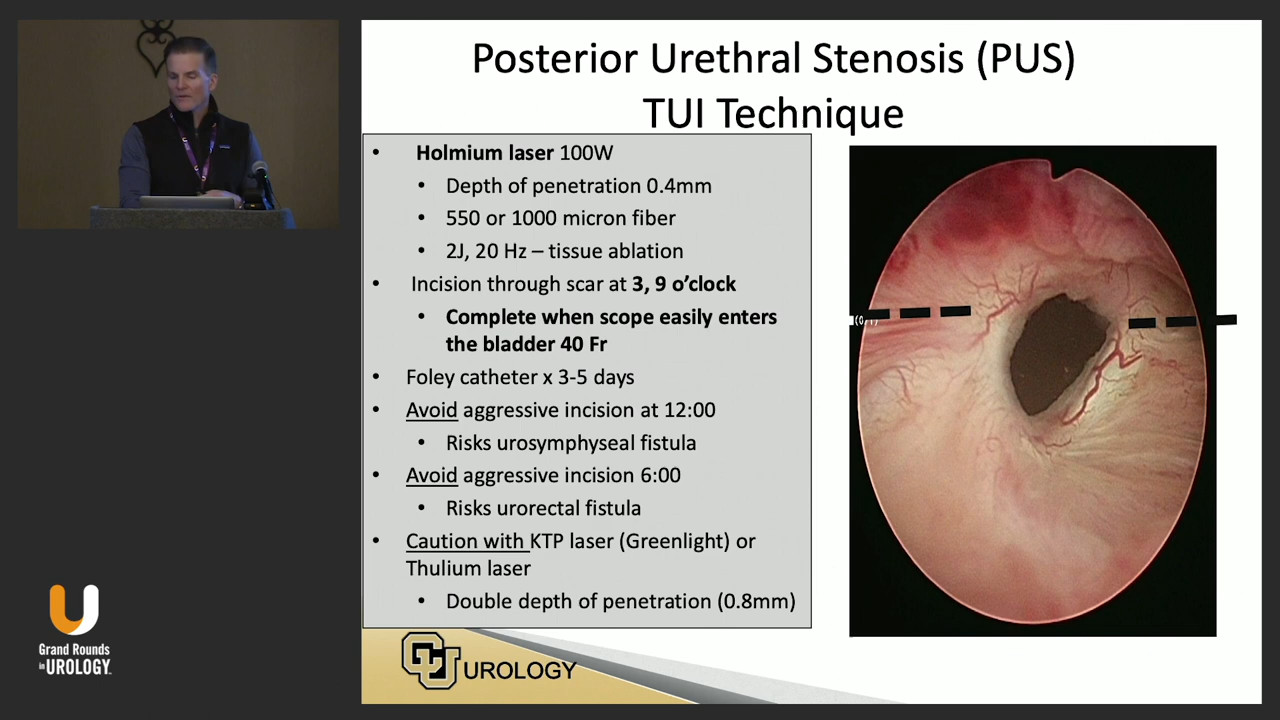 Posterior Urethral Stenosis (PUS)
TUI Technique
• Holmium laser 100W
• Depth of penetration 0.4mm
• 550 or 1000 micron fiber
• 2J, 20 Hz – tissue ablation
• Incision through scar at 3, 9 o’clock
• Complete when scope easily enters
the bladder 40 Fr
• Foley catheter x 3-5 days
• Avoid aggressive incision at 12:00
• Risks urosymphyseal fistula
• Avoid aggressive incision 6:00
• Risks urorectal fistula
• Caution with KTP laser (Greenlight) or
Thulium laser
• Double depth of penetration (0.8mm)
CU UROLOGY
U
Grand Rounds
in UROLOGY